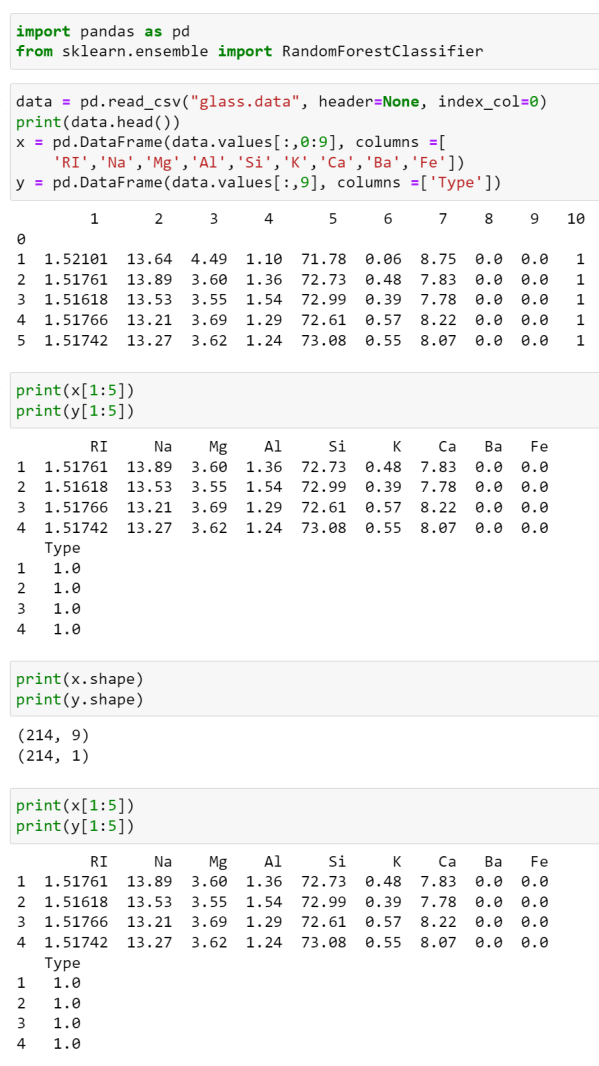 import pandas as pd
from sklearn.ensemble import RandomForestClassifier
data = pd.read_csv("glass.data", header=None, index_col=0)
print(data.head())
x = pd.DataFrame(data.values[:,0:9], columns =[
    'RI','Na','Mg','Al','Si','K','Ca','Ba','Fe'])
y = pd.DataFrame(data.values[:,9], columns =['Type'])
        1      2     3     4      5     6     7    8    9   10
0
1  1.52101  13.64  4.49  1.10  71.78  0.06  8.75  0.0  0.0   1
2  1.51761  13.89  3.60  1.36  72.73  0.48  7.83  0.0  0.0   1
3  1.51618  13.53  3.55  1.54  72.99  0.39  7.78  0.0  0.0   1
4  1.51766  13.21  3.69  1.29  72.61  0.57  8.22  0.0  0.0   1
5  1.51742  13.27  3.62  1.24  73.08  0.55  8.07  0.0  0.0   1
print(x[1:5])
print(y[1:5])
        RI     Na    Mg    Al     Si     K    Ca   Ba   Fe
1  1.51761  13.89  3.60  1.36  72.73  0.48  7.83  0.0  0.0
2  1.51618  13.53  3.55  1.54  72.99  0.39  7.78  0.0  0.0
3  1.51766  13.21  3.69  1.29  72.61  0.57  8.22  0.0  0.0
4  1.51742  13.27  3.62  1.24  73.08  0.55  8.07  0.0  0.0
   Type
1   1.0
2   1.0
3   1.0
4   1.0
print(x.shape)
print(y.shape)
(214, 9)
(214, 1)
print(x[1:5])
print(y[1:5])
        RI     Na    Mg    Al     Si     K    Ca   Ba   Fe
1  1.51761  13.89  3.60  1.36  72.73  0.48  7.83  0.0  0.0
2  1.51618  13.53  3.55  1.54  72.99  0.39  7.78  0.0  0.0
3  1.51766  13.21  3.69  1.29  72.61  0.57  8.22  0.0  0.0
4  1.51742  13.27  3.62  1.24  73.08  0.55  8.07  0.0  0.0
   Type
1   1.0
2   1.0
3   1.0
4   1.0